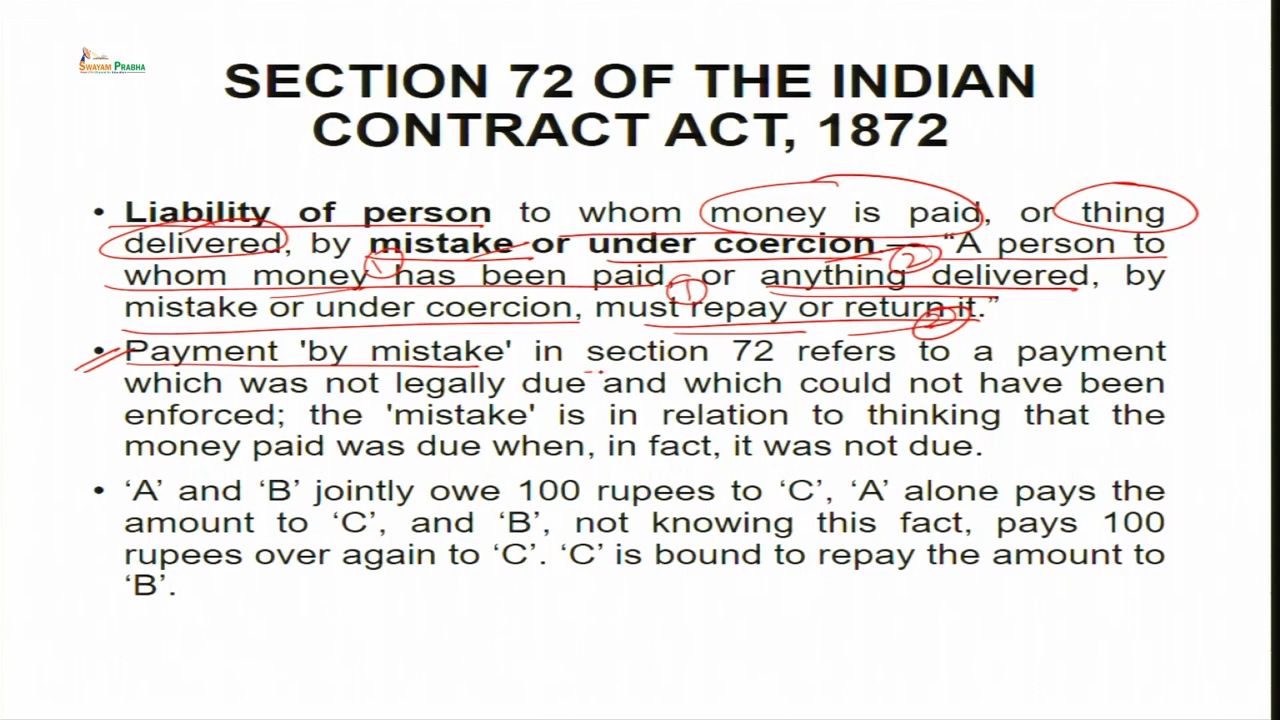 SWAYAM PRABHA
SECTION 72 OF THE INDIAN
CONTRACT ACT, 1872
• Liability of person to whom money is paid, or thing
delivered, by mistake or under coercion – “A person to
whom money has been paid, or anything delivered, by
mistake or under coercion, must repay or return it.”
• Payment 'by mistake' in section 72 refers to a payment
which was not legally due and which could not have been
enforced; the 'mistake' is in relation to thinking that the
money paid was due when, in fact, it was not due.
• ‘A’ and ‘B’ jointly owe 100 rupees to ‘C’, ‘A’ alone pays the
amount to ‘C’, and ‘B’, not knowing this fact, pays 100
rupees over again to ‘C’. ‘C’ is bound to repay the amount to
‘B’.